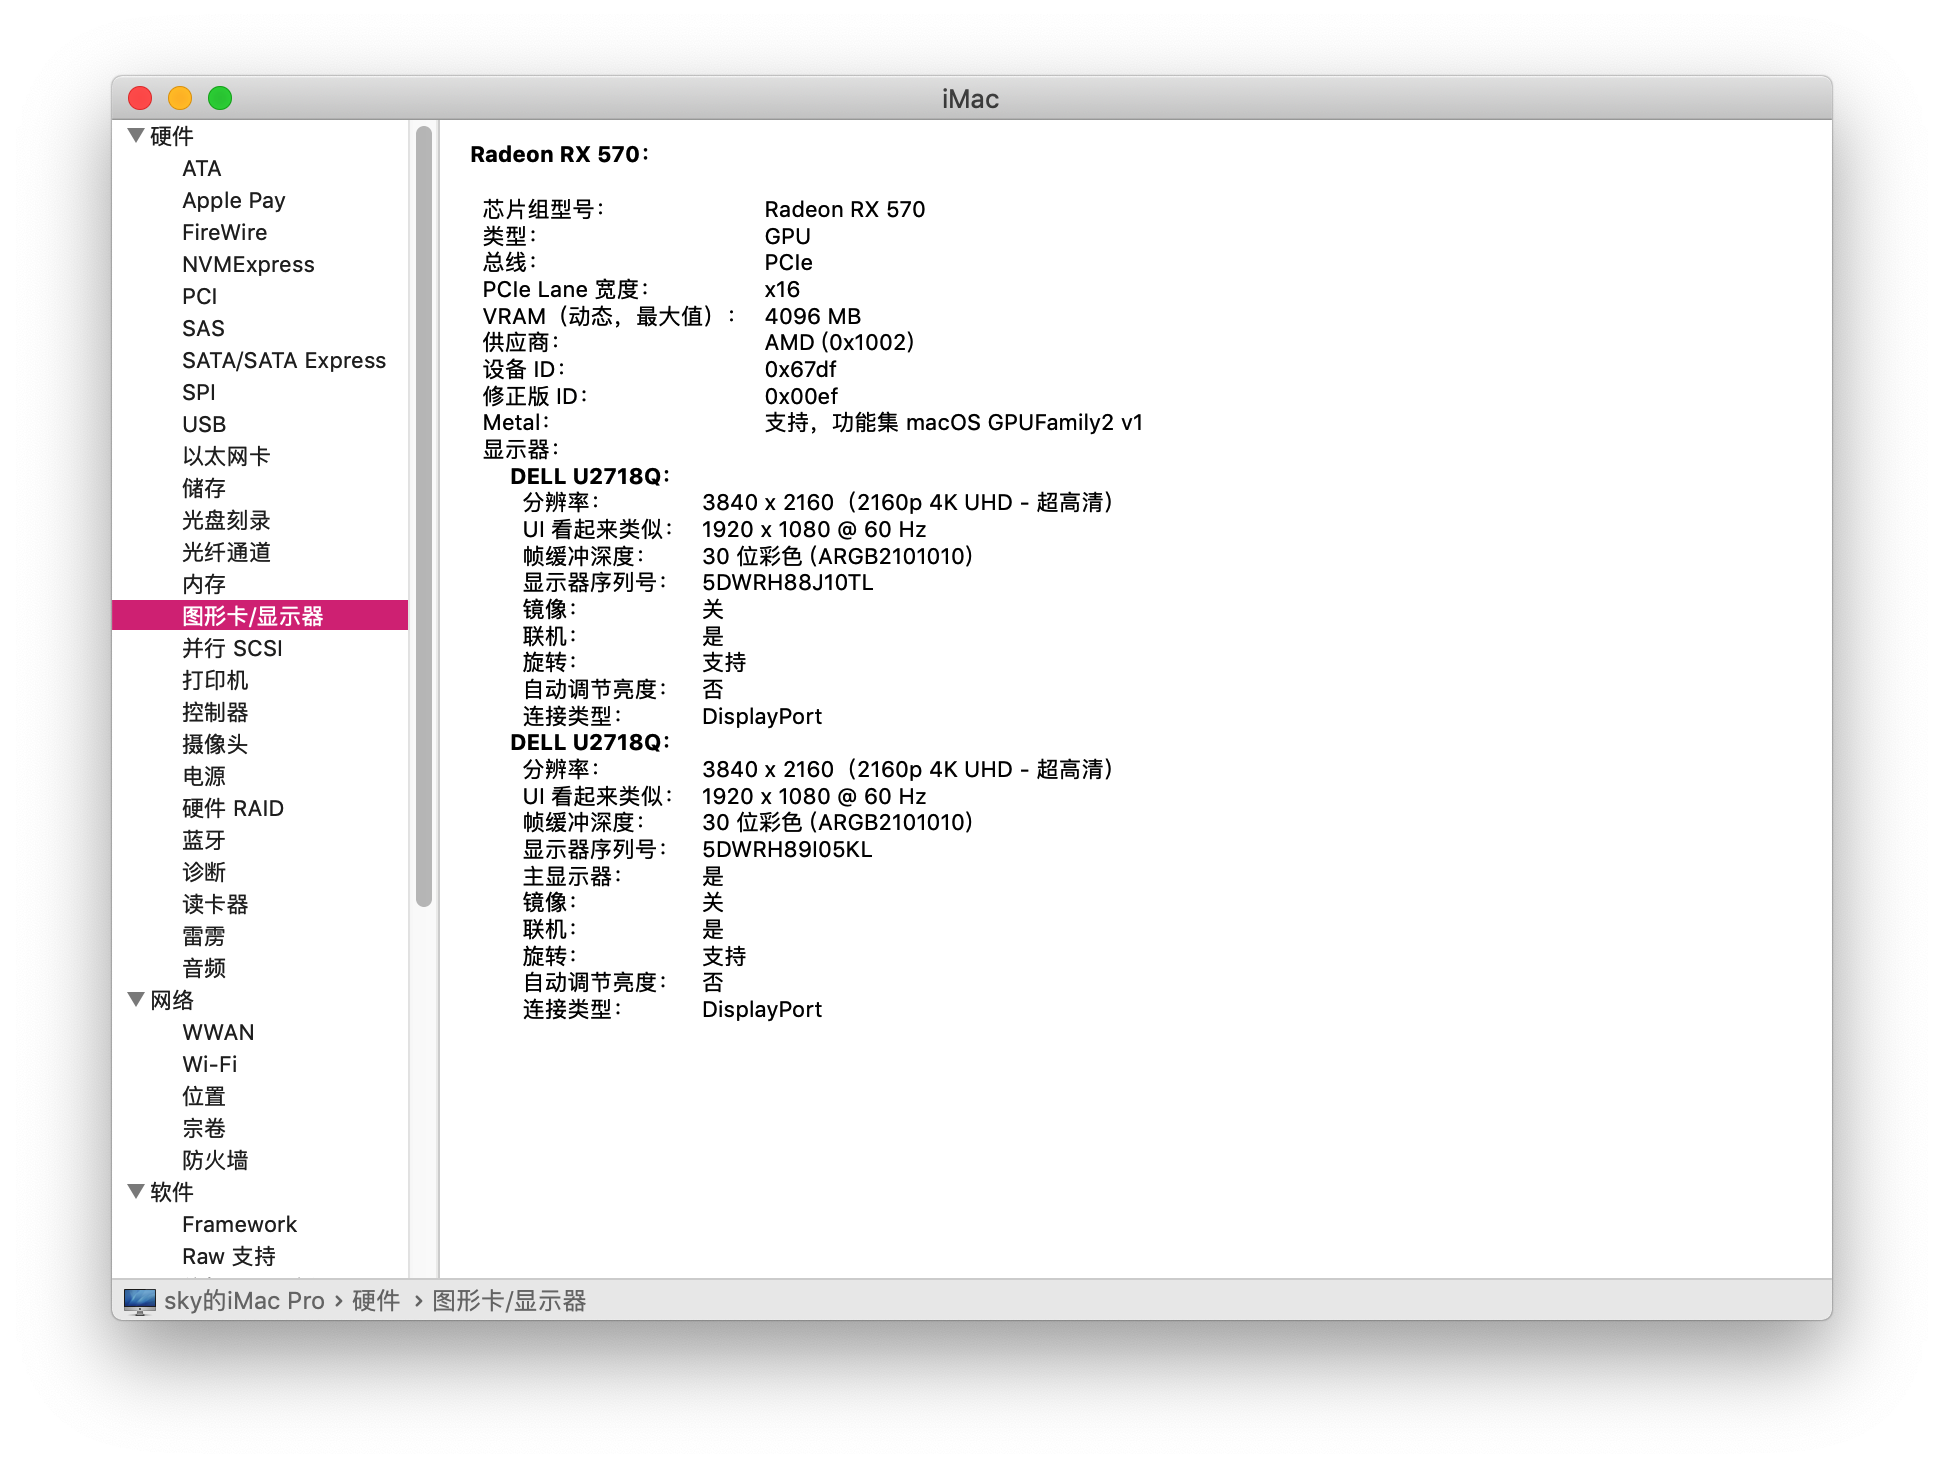 iMac
硬件
ATA
Apple Pay
FireWire
NVMExpress
PCI
SAS
SATA/SATA Express
SPI
USB
以太网卡
储存
光盘刻录
光纤通道
内存
图形卡/显示器
并行 SCSI
打印机
控制器
摄像头
电源
硬件 RAID
蓝牙
诊断
读卡器
雷雳
音频
网络
WWAN
Wi-Fi
位置
宗卷
防火墙
软件
Framework
Raw 支持
Radeon RX 570：
芯片组型号： Radeon RX 570
类型： GPU
总线： PCIe
PCIe Lane 宽度： x16
VRAM（动态，最大值）： 4096 MB
供应商： AMD (0x1002)
设备 ID： 0x67df
修正版 ID： 0x00ef
Metal： 支持，功能集 macOS GPUFamily2 v1
显示器：
DELL U2718Q：
分辨率： 3840 x 2160（2160p 4K UHD - 超高清）
UI 看起来类似： 1920 x 1080 @ 60 Hz
帧缓冲深度： 30 位彩色 (ARGB2101010)
显示器序列号： 5DWRH88J10TL
镜像： 关
联机： 是
旋转： 支持
自动调节亮度： 否
连接类型： DisplayPort
DELL U2718Q：
分辨率： 3840 x 2160（2160p 4K UHD - 超高清）
UI 看起来类似： 1920 x 1080 @ 60 Hz
帧缓冲深度： 30 位彩色 (ARGB2101010)
显示器序列号： 5DWRH89I05KL
主显示器： 是
镜像： 关
联机： 是
旋转： 支持
自动调节亮度： 否
连接类型： DisplayPort
sky的iMac Pro › 硬件 › 图形卡/显示器